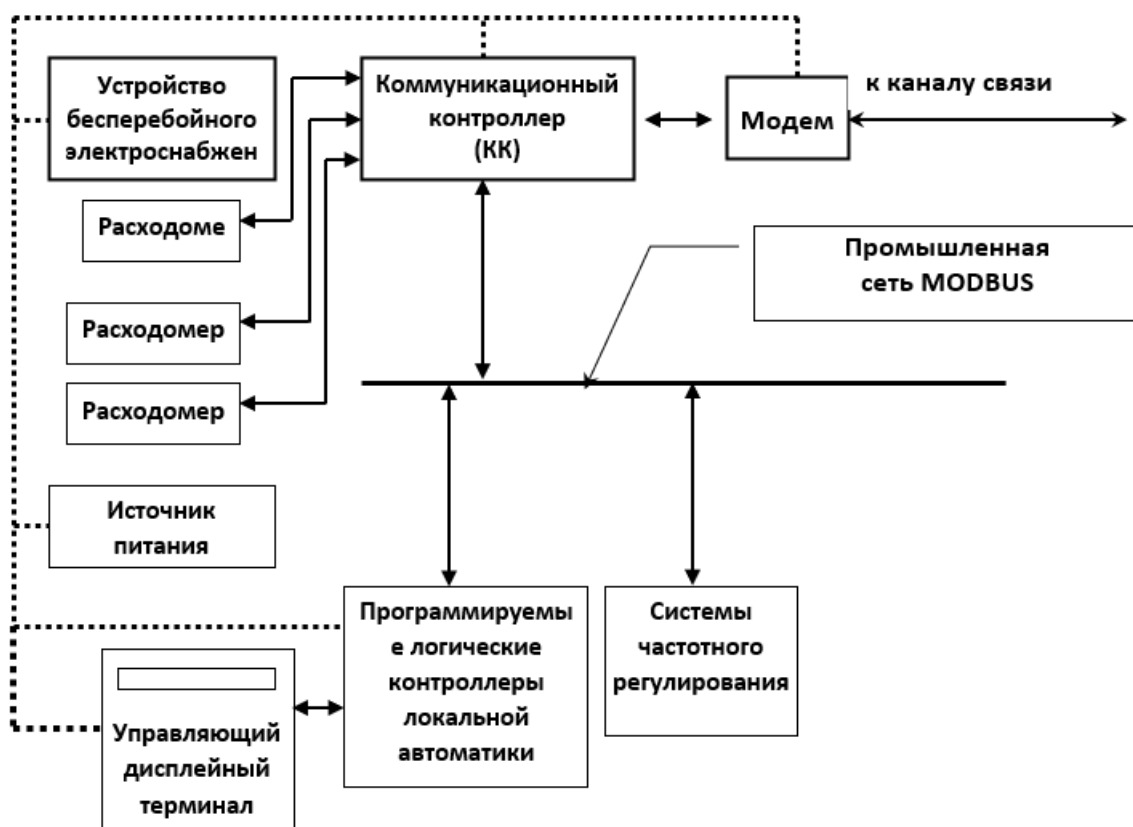 Устройство
бесперебойного
электроснабжен
Коммуникационный
контроллер
(КК)
Модем
к каналу связи
Расходоме
Промышленная
сеть MODBUS
Расходомер
Расходомер
Источник
питания
Программируемы
е логические
контроллеры
локальной
автоматики
Системы
частотного
регулирования
Управляющий
дисплейный
терминал